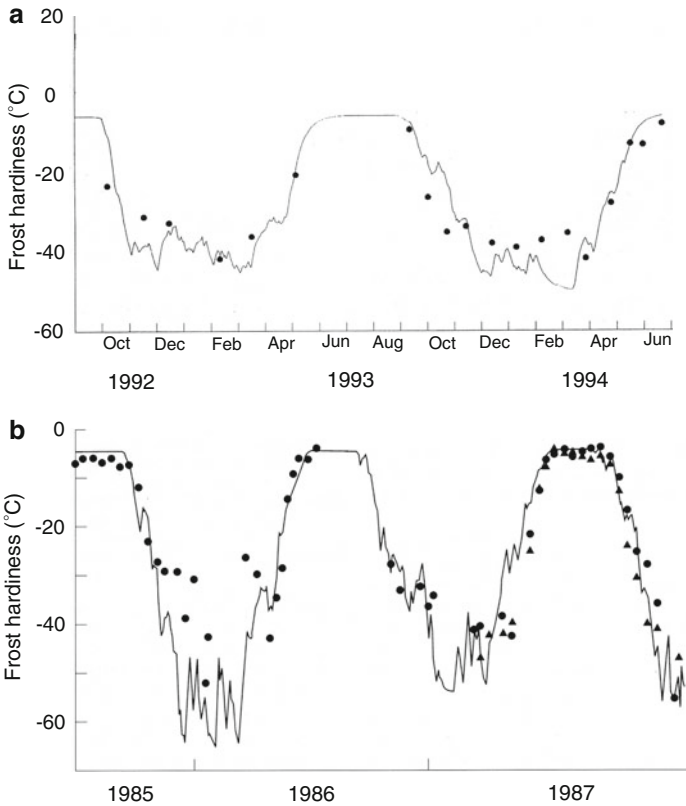 a
20
0
-20
-40
-60
Frost hardiness (°C)
Oct Dec Feb Apr Jun Aug Oct Dec Feb Apr Jun
1992 1993 1994
b
0
-20
-40
-60
Frost hardiness (°C)
1985 1986 1987